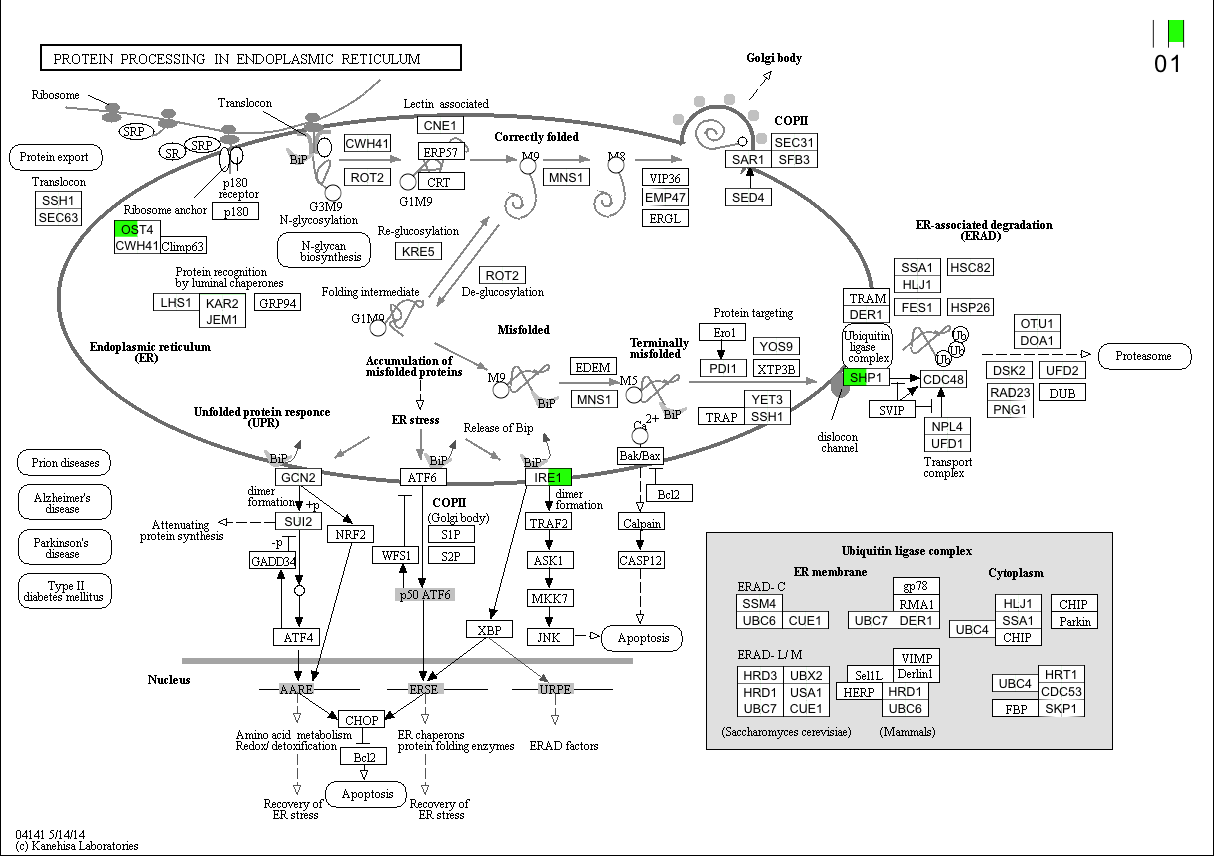 01
PROTEIN PROCESSING IN ENDOPLASMIC RETICULUM
Golgi body
Ribosome
Translocon
Lectin associated
SRP
CNE1
COPII
Correctly folded
SEC31
SR
SRP
CWH41
ERP57
M9
M8
SAR1
SFB3
Protein export
BiP
ROT2
CRT
MNS1
VIP36
Translocon
p180
receptor
G3M9
G1M9
EMP47
SED4
SSH1
SEC63
Ribosome anchor
p180
N-glycosylation
ERGL
OST4
CWH41
Climp63
N-glycan
biosynthesis
Re-glucosylation
KRE5
ER-associated degradation
(ERAD)
Protein recognition
by luminal chaperones
ROT2
De-glucosylation
SSA1
HSC82
HLJ1
LHS1
KAR2
GRP94
JEM1
Folding intermediate
G1M9
TRAM
DER1
FES1
HSP26
Protein targeting
Misfolded
Ero1
OTU1
DOA1
Endoplasmic reticulum
(ER)
Terminally
misfolded
YOS9
Ubiquitin
ligase
complex
Ub
Ub
Ub
Proteasome
Accumulation of
misfolded proteins
M9
EDEM
M5
PDI1
XTP3B
SHP1
CDC48
DSK2
UFD2
BiP
MNS1
BiP
YET3
TRAP
SSH1
SVIP
RAD23
DUB
PNG1
Unfolded protein responce
(UPR)
ER stress
Release of Bip
Ca2+
dislocon
channel
NPL4
UFD1
Transport
complex
BiP
BiP
BiP
Bak/Bax
Prion diseases
GCN2
ATF6
IRE1
Bcl2
Alzheimer's
disease
dimer
formation
+p
COPII
(Golgi body)
dimer
formation
Attenuating
protein synthesis
SUI2
NRF2
S1P
TRAF2
Calpain
Parkinson's
disease
-p
GADD34
WFS1
S2P
ASK1
CASP12
Type II
diabetes mellitus
p50 ATF6
MKK7
ATF4
XBP
JNK
Apoptosis
Ubiquitin ligase complex
ER membrane
Cytoplasm
ERAD-C
gp78
SSM4
RMA1
HLJ1
CHIP
UBC6
CUE1
UBC7
DER1
UBC4
SSA1
Parkin
CHIP
ERAD-L/M
VIMP
HRD3
UBX2
Sel1L
Derlin1
HRT1
HRD1
USA1
HERP
HRD1
UBC4
CDC53
UBC7
CUE1
UBC6
FBP
SKP1
(Saccharomyces cerevisiae)
(Mammals)
Nucleus
AARE
ERSE
URPE
CHOP
Amino acid metabolism
Redox/ detoxification
Bcl2
ER chaperons
protein folding enzymes
ERAD factors
Apoptosis
Recovery of
ER stress
Recovery of
ER stress
04141 5/14/14
(c) Kanehisa Laboratories